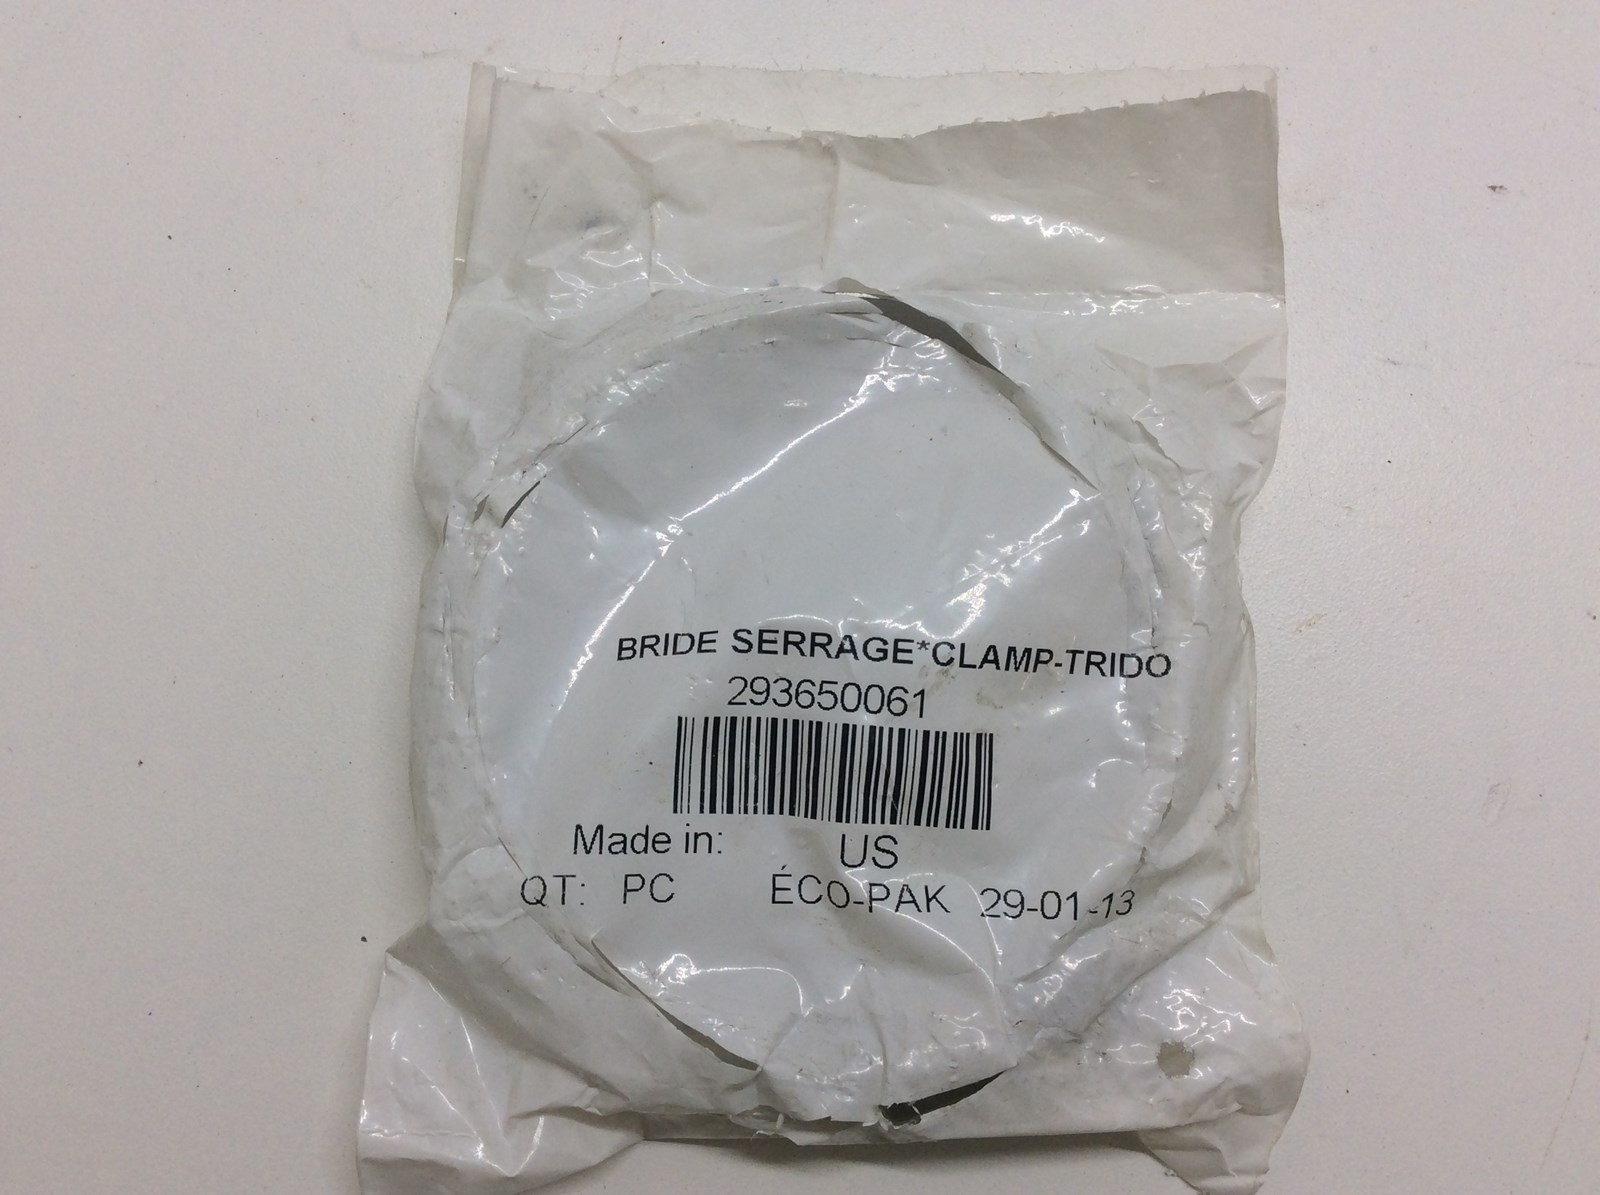 BRIDE SERRAGE*CLAMP-TRIDO
293650061
Made in: US
QT: PC ÉCO-PAK 29-01-13